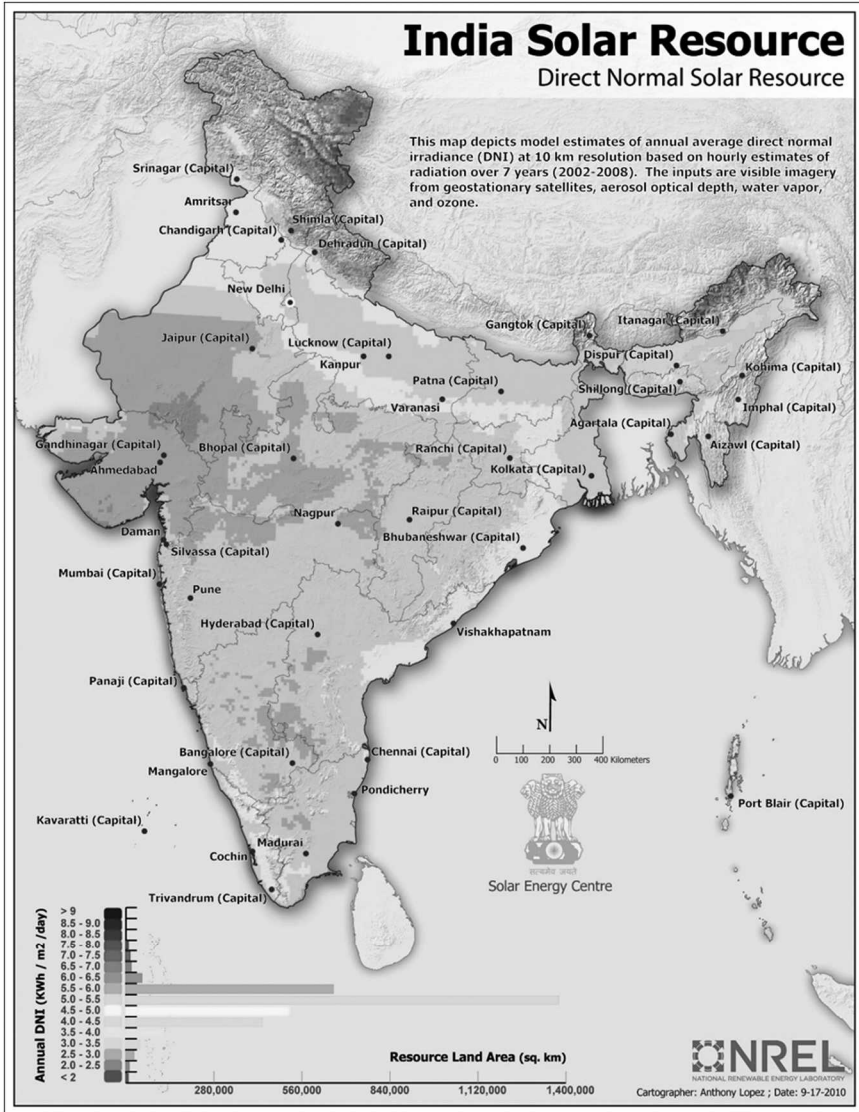 India Solar Resource
Direct Normal Solar Resource
This map depicts model estimates of annual average direct normal
irradiance (DNI) at 10 km resolution based on hourly estimates of
radiation over 7 years (2002-2008). The inputs are visible imagery
from geostationary satellites, aerosol optical depth, water vapor,
and ozone.
Srinagar (Capital)
Amritsar
Shimla (Capital)
Chandigarh (Capital)
Dehradun (Capital)
New Delhi
Gangtok (Capital)
Itanagar (Capital)
Jaipur (Capital)
Lucknow (Capital)
Kanpur
Dispur (Capital)
Kohima (Capital)
Patna (Capital)
Shillong (Capital)
Varanasi
Imphal (Capital)
Agartala (Capital)
Gandhinagar (Capital)
Bhopal (Capital)
Ranchi (Capital)
Aizawl (Capital)
Ahmedabad
Kolkata (Capital)
Nagpur
Raipur (Capital)
Daman
Bhubaneshwar (Capital)
Silvassa (Capital)
Mumbai (Capital)
Pune
Hyderabad (Capital)
Vishakhapatnam
Panaji (Capital)
N
Bangalore (Capital)
Chennai (Capital)
0 100 200 300 400 Kilometers
Mangalore
Pondicherry
Port Blair (Capital)
Kavaratti (Capital)
Madurai
Cochin
सत्यमेव जयते
Solar Energy Centre
Trivandrum (Capital)
Annual DNI (KWh / m2 /day)
> 9
8.5 - 9.0
8.0 - 8.5
7.5 - 8.0
7.0 - 7.5
6.5 - 7.0
6.0 - 6.5
5.5 - 6.0
5.0 - 5.5
4.5 - 5.0
4.0 - 4.5
3.5 - 4.0
3.0 - 3.5
2.5 - 3.0
2.0 - 2.5
< 2
Resource Land Area (sq. km)
280,000 560,000 840,000 1,120,000 1,400,000
NREL
NATIONAL RENEWABLE ENERGY LABORATORY
Cartographer: Anthony Lopez ; Date: 9-17-2010